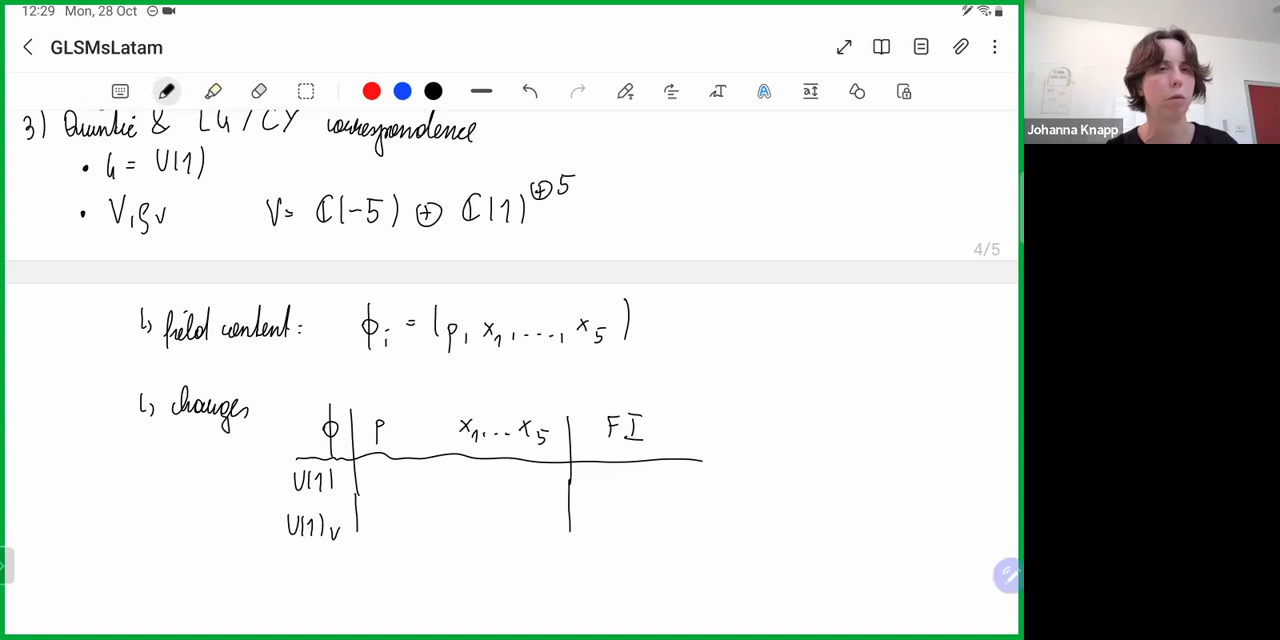 12:29 Mon, 28 Oct
GLSMsLatam
3) Quintic & LG/CY correspondence
• G = U(1)
• V, ρv V= ℂ(-5) ⊕ ℂ(1)^⊕5
4/5
↳ field content: ϕi = (p, x1, ..., x5)
↳ charges
ϕ p x1, ... x5 FI
U(1)
U(1)v
Johanna Knapp